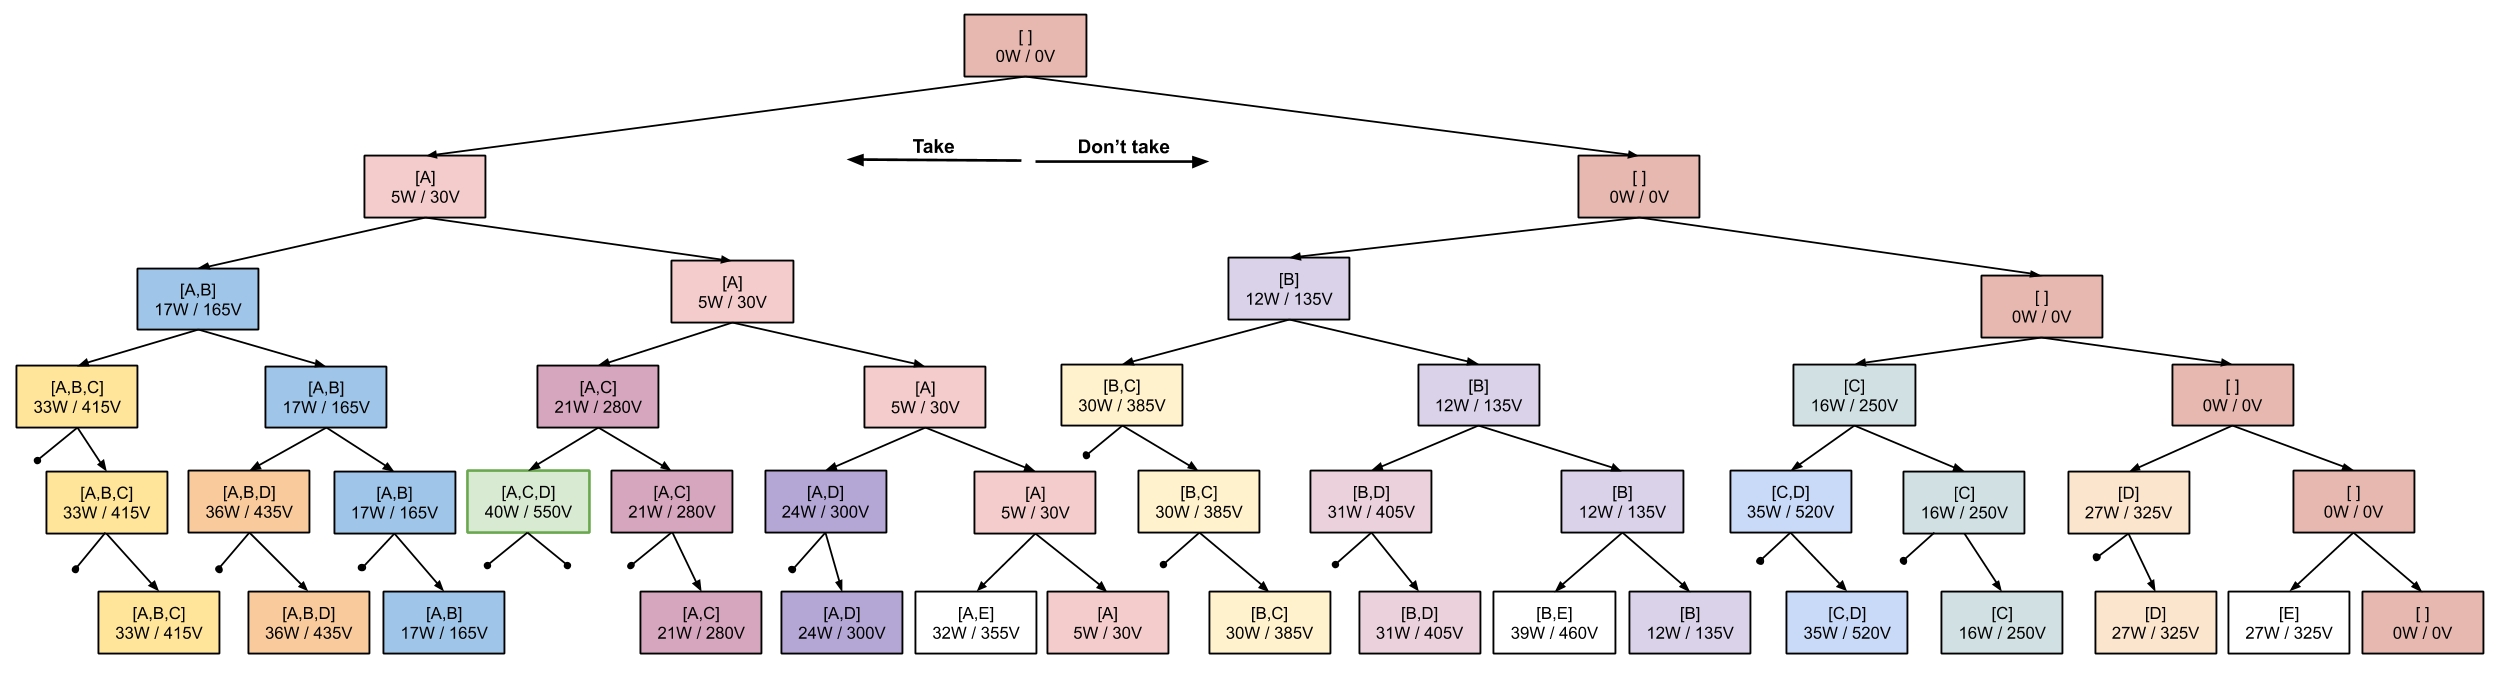 [ ]
0W / 0V
Take
Don't take
[A]
5W / 30V
[ ]
0W / 0V
[A,B]
17W / 165V
[A]
5W / 30V
[B]
12W / 135V
[ ]
0W / 0V
[A,B,C]
33W / 415V
[A,B]
17W / 165V
[A,C]
21W / 280V
[A]
5W / 30V
[B,C]
30W / 385V
[B]
12W / 135V
[C]
16W / 250V
[ ]
0W / 0V
[A,B,C]
33W / 415V
[A,B,D]
36W / 435V
[A,B]
17W / 165V
[A,C,D]
40W / 550V
[A,C]
21W / 280V
[A,D]
24W / 300V
[A]
5W / 30V
[B,C]
30W / 385V
[B,D]
31W / 405V
[B]
12W / 135V
[C,D]
35W / 520V
[C]
16W / 250V
[D]
27W / 325V
[ ]
0W / 0V
[A,B,C]
33W / 415V
[A,B,D]
36W / 435V
[A,B]
17W / 165V
[A,C]
21W / 280V
[A,D]
24W / 300V
[A,E]
32W / 355V
[A]
5W / 30V
[B,C]
30W / 385V
[B,D]
31W / 405V
[B,E]
39W / 460V
[B]
12W / 135V
[C,D]
35W / 520V
[C]
16W / 250V
[D]
27W / 325V
[E]
27W / 325V
[ ]
0W / 0V